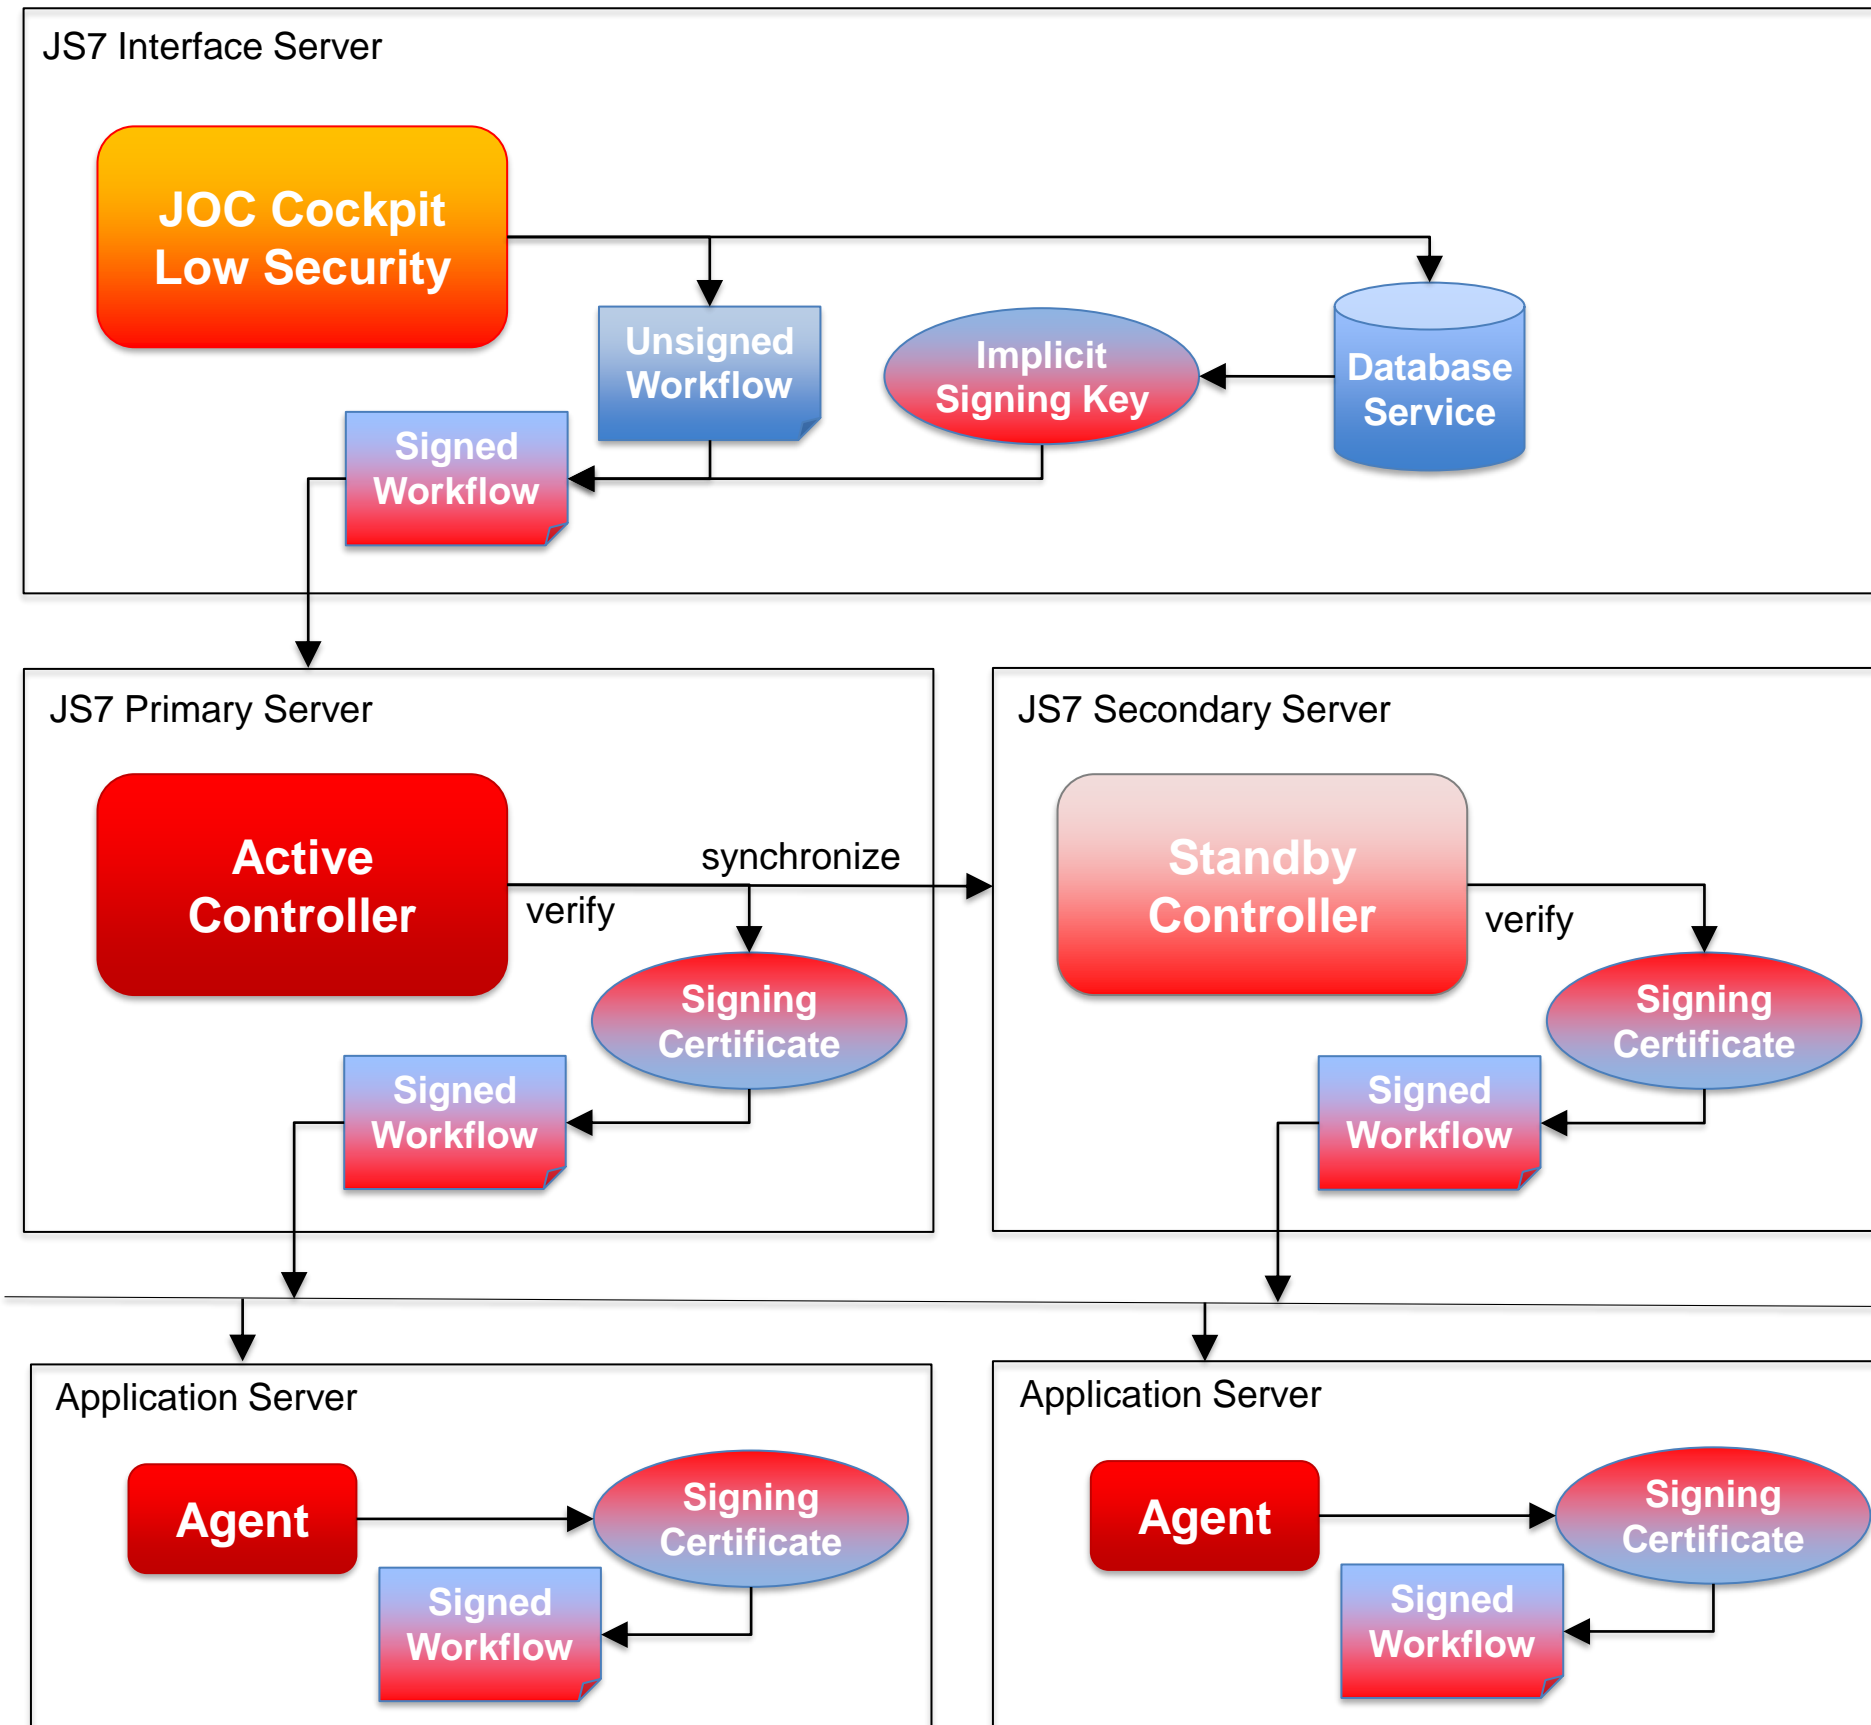 JS7 Interface Server
JOC Cockpit
Low Security
Unsigned
Workflow
Implicit
Signing Key
Database
Service
Signed
Workflow
JS7 Primary Server
Active
Controller
synchronize
verify
Signing
Certificate
Signed
Workflow
JS7 Secondary Server
Standby
Controller
verify
Signing
Certificate
Signed
Workflow
Application Server
Agent
Signing
Certificate
Signed
Workflow
Application Server
Agent
Signing
Certificate
Signed
Workflow